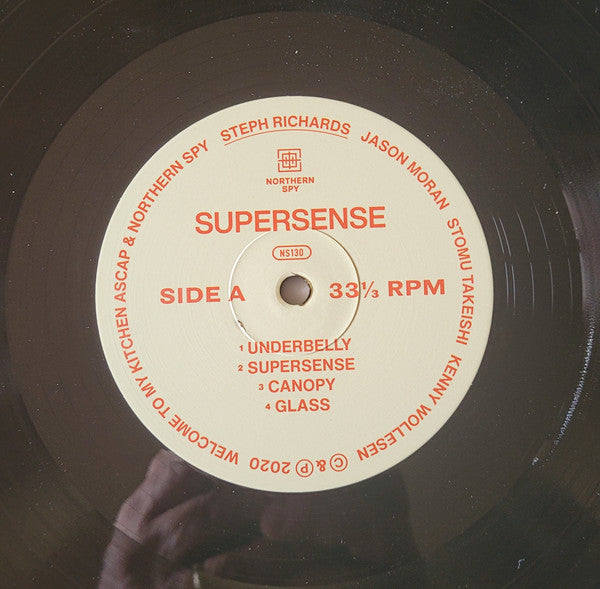 STEPH RICHARDS JASON MORAN STOMU TAKEISHI KENNY WOLLESEN
NORTHERN
SPY
SUPERSENSE
NS130
SIDE A 33⅓ RPM
1 UNDERBELLY
2 SUPERSENSE
3 CANOPY
4 GLASS
© & ℗ 2020 WELCOME TO MY KITCHEN ASCAP & NORTHERN SPY